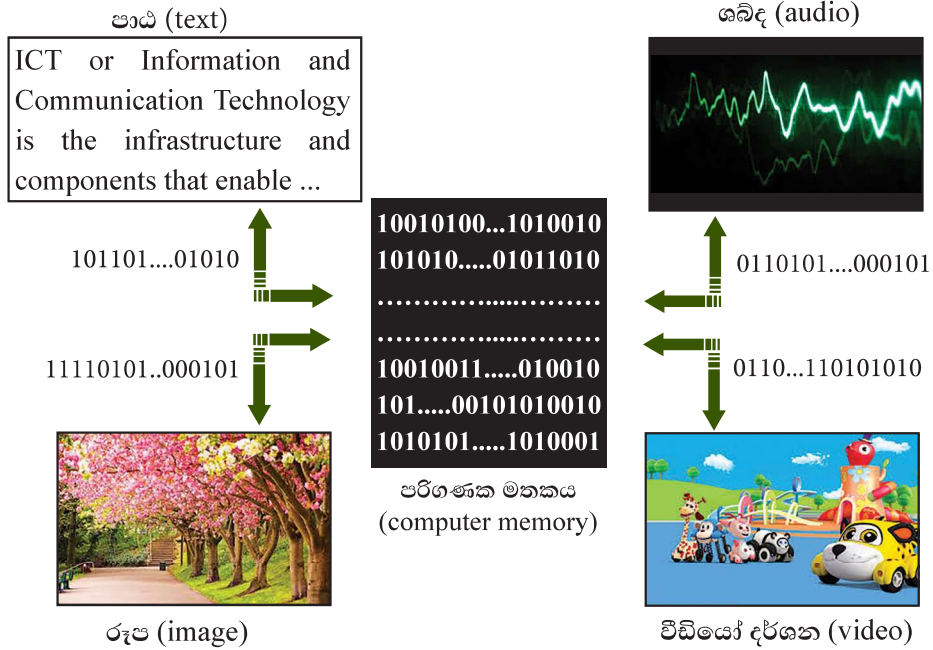 පාඨ (text)
ICT or Information and
Communication Technology
is the infrastructure and
components that enable ...
ශබ්ද (audio)
101101....01010
11110101..000101
10010100...1010010
101010.....01011010
…………......………
…………......………
10010011.....010010
101.....00101010010
1010101.....1010001
පරිගණක මතකය
(computer memory)
0110101....000101
0110...110101010
රූප (image)
වීඩියෝ දර්ශන (video)